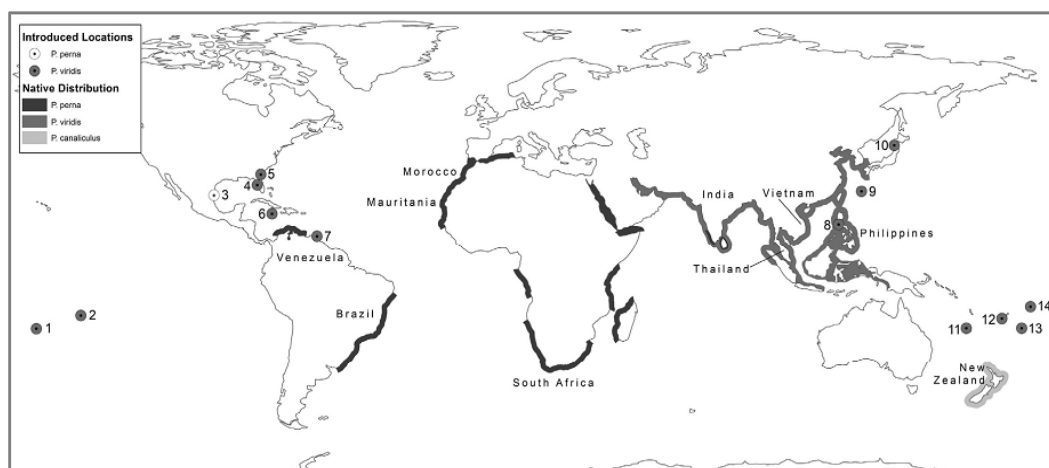 Introduced Locations
P. perna
P. viridis
Native Distribution
P. perna
P. viridis
P. canaliculus
10
Morocco
5
4
India
Vietnam
9
3
Mauritania
6
8
Philippines
7
Venezuela
Thailand
14
2
Brazil
12
1
11
13
New
Zealand
South Africa